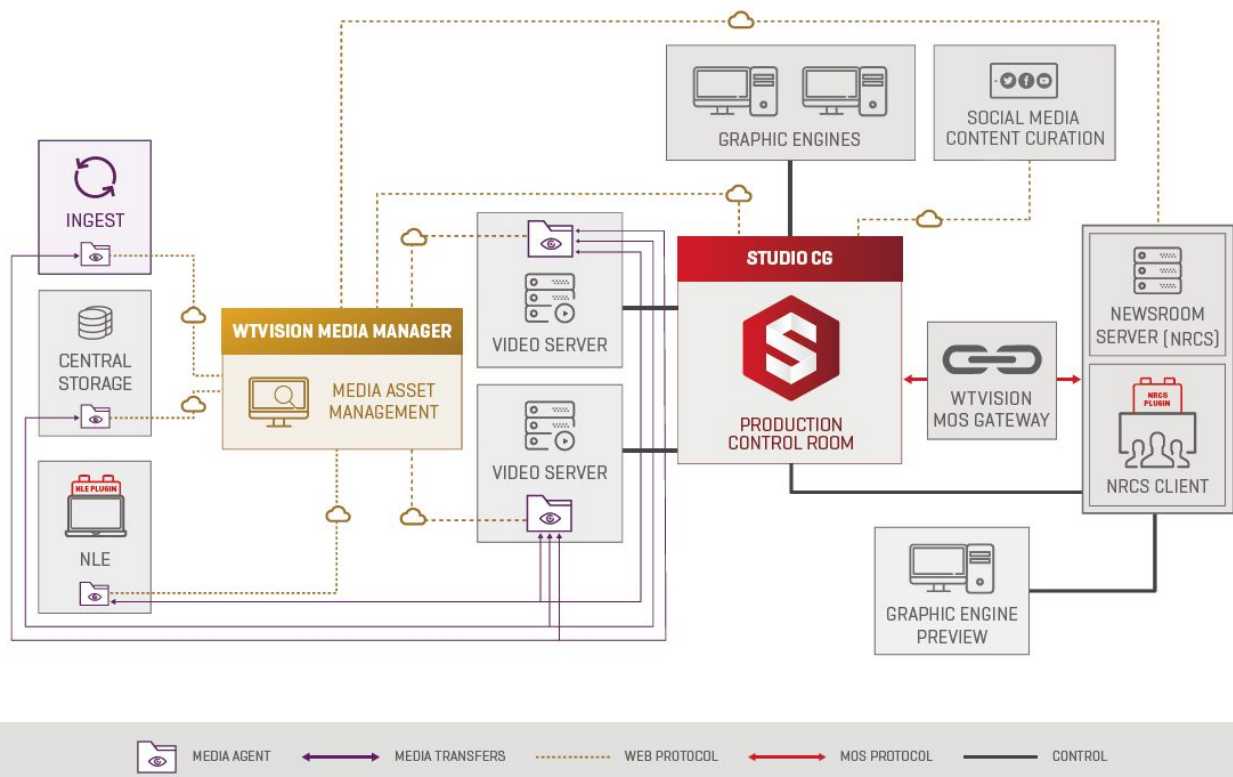 GRAPHIC ENGINES
SOCIAL MEDIA
CONTENT CURATION
INGEST
STUDIO CG
NEWSROOM
SERVER (NRCS)
VIDEO SERVER
WTVISION MEDIA MANAGER
CENTRAL
STORAGE
MEDIA ASSET
MANAGEMENT
WTVISION
MOS GATEWAY
NRCS
PLUGIN
PRODUCTION
CONTROL ROOM
VIDEO SERVER
NLE PLUGIN
NLE
NRCS CLIENT
GRAPHIC ENGINE
PREVIEW
MEDIA AGENT
MEDIA TRANSFERS
WEB PROTOCOL
MOS PROTOCOL
CONTROL